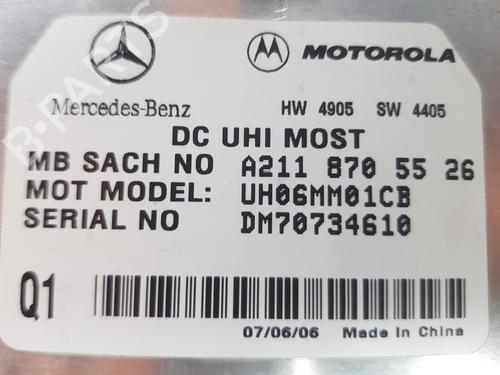 MOTOROLA
Mercedes-Benz HW 4905 SW 4405
DC UHI MOST
MB SACH NO A211 870 55 26
MOT MODEL: UH06MM01CB
SERIAL NO DM70734610
Q1
07/06/06 Made In China
B-PARTS